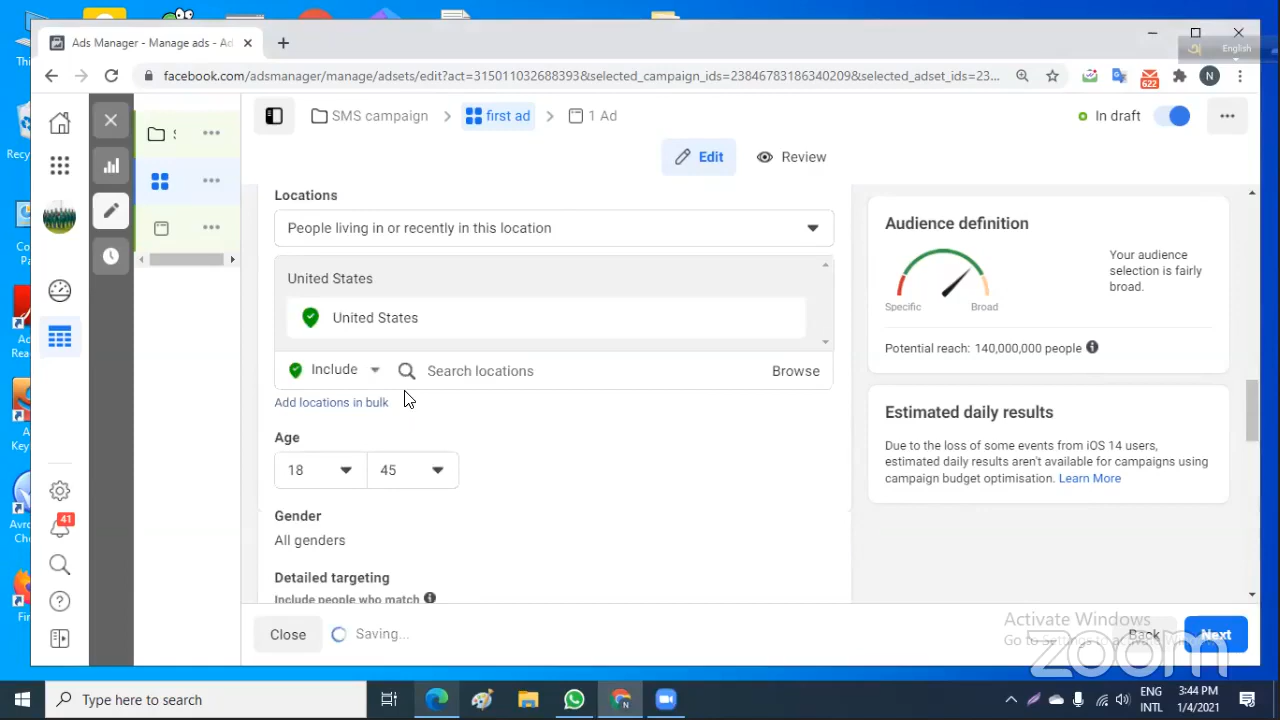 Ads Manager - Manage ads - Ad
English
facebook.com/adsmanager/manage/adsets/edit?act=315011032688393&selected_campaign_ids=23846783186340209&selected_adset_ids=23...
622
N
SMS campaign
first ad
1 Ad
In draft
Edit
Review
Locations
People living in or recently in this location
United States
United States
Include
Search locations
Browse
Add locations in bulk
Age
18
45
Gender
All genders
Detailed targeting
Include people who match
Audience definition
Specific
Broad
Your audience
selection is fairly
broad.
Potential reach: 140,000,000 people
Estimated daily results
Due to the loss of some events from iOS 14 users,
estimated daily results aren't available for campaigns using
campaign budget optimisation. Learn More
41
Close
Saving...
Back
Next
Activate Windows
Go to Settings to
zoom
Type here to search
ENG
INTL
3:44 PM
1/4/2021